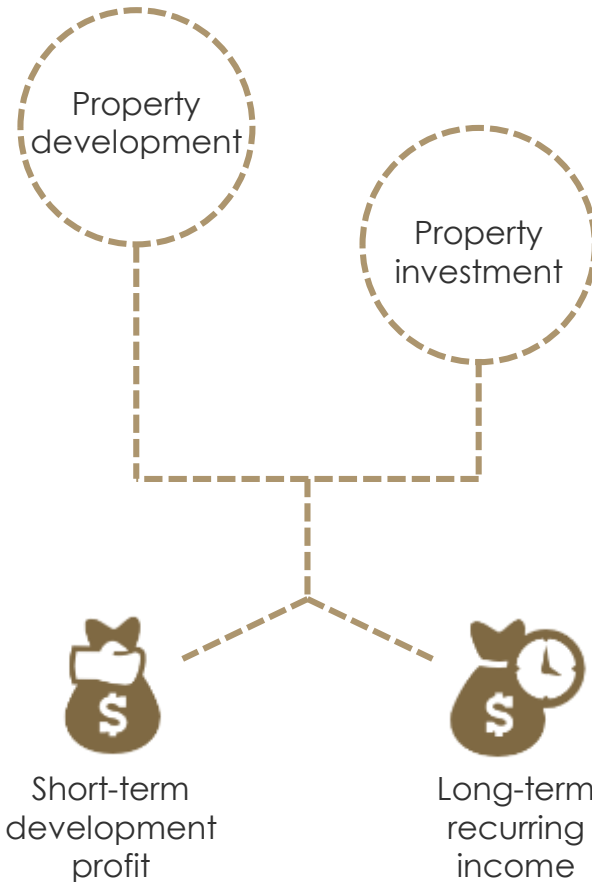 Property
development
Property
investment
$
$
Short-term
development
profit
Long-term
recurring
income